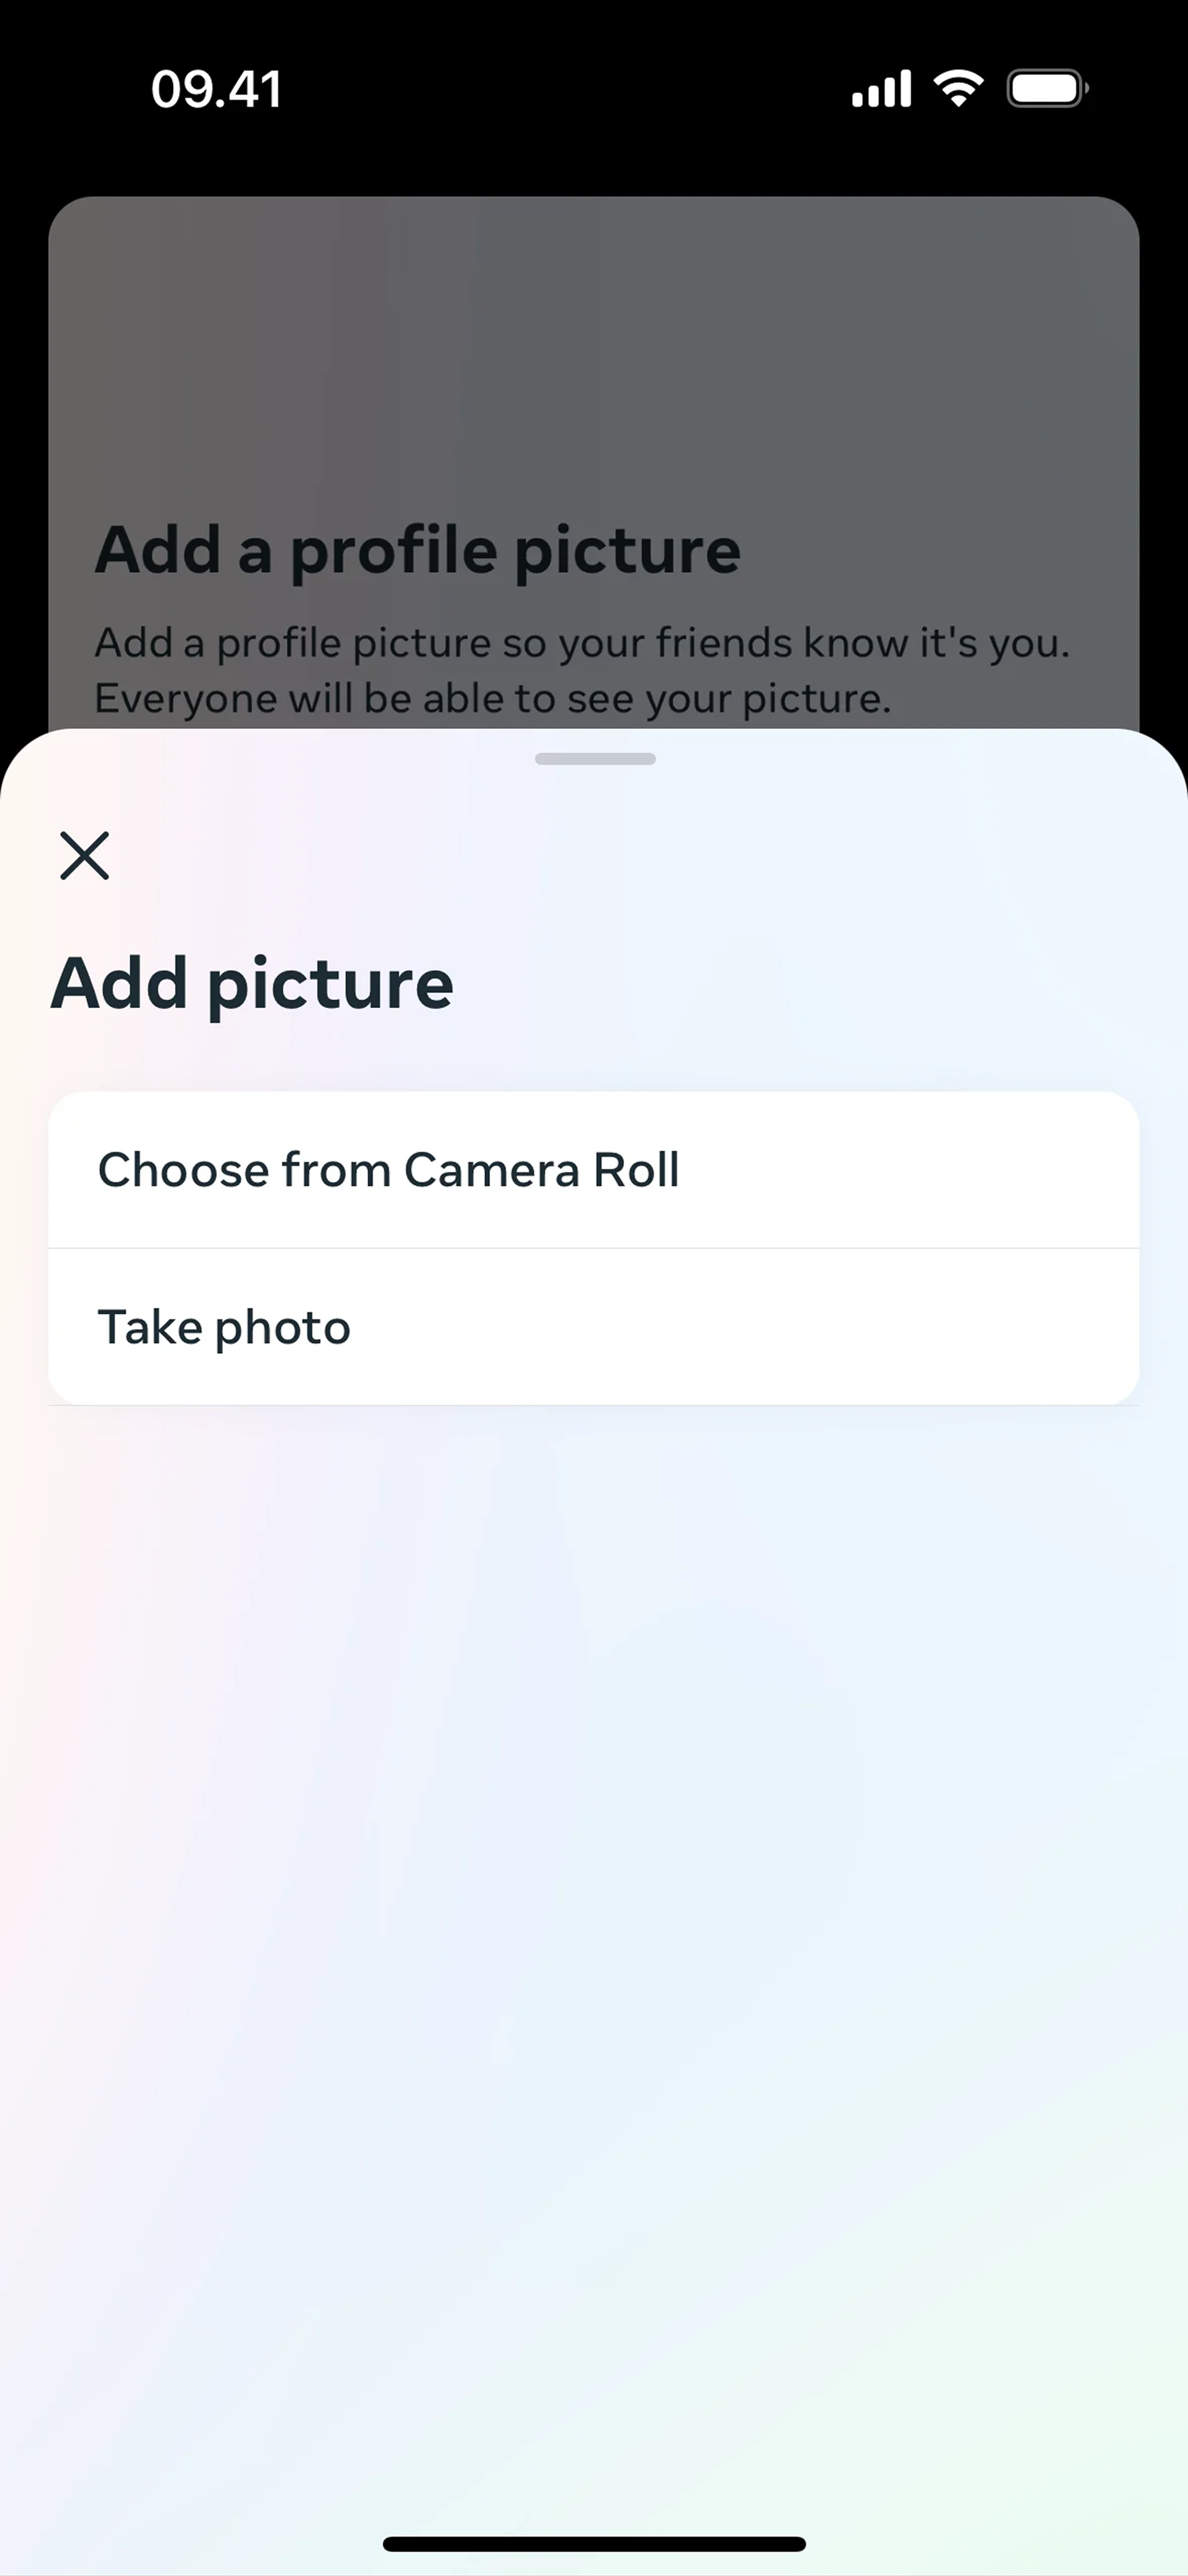 09.41
Add a profile picture
Add a profile picture so your friends know it's you.
Everyone will be able to see your picture.
Add picture
Choose from Camera Roll
Take photo